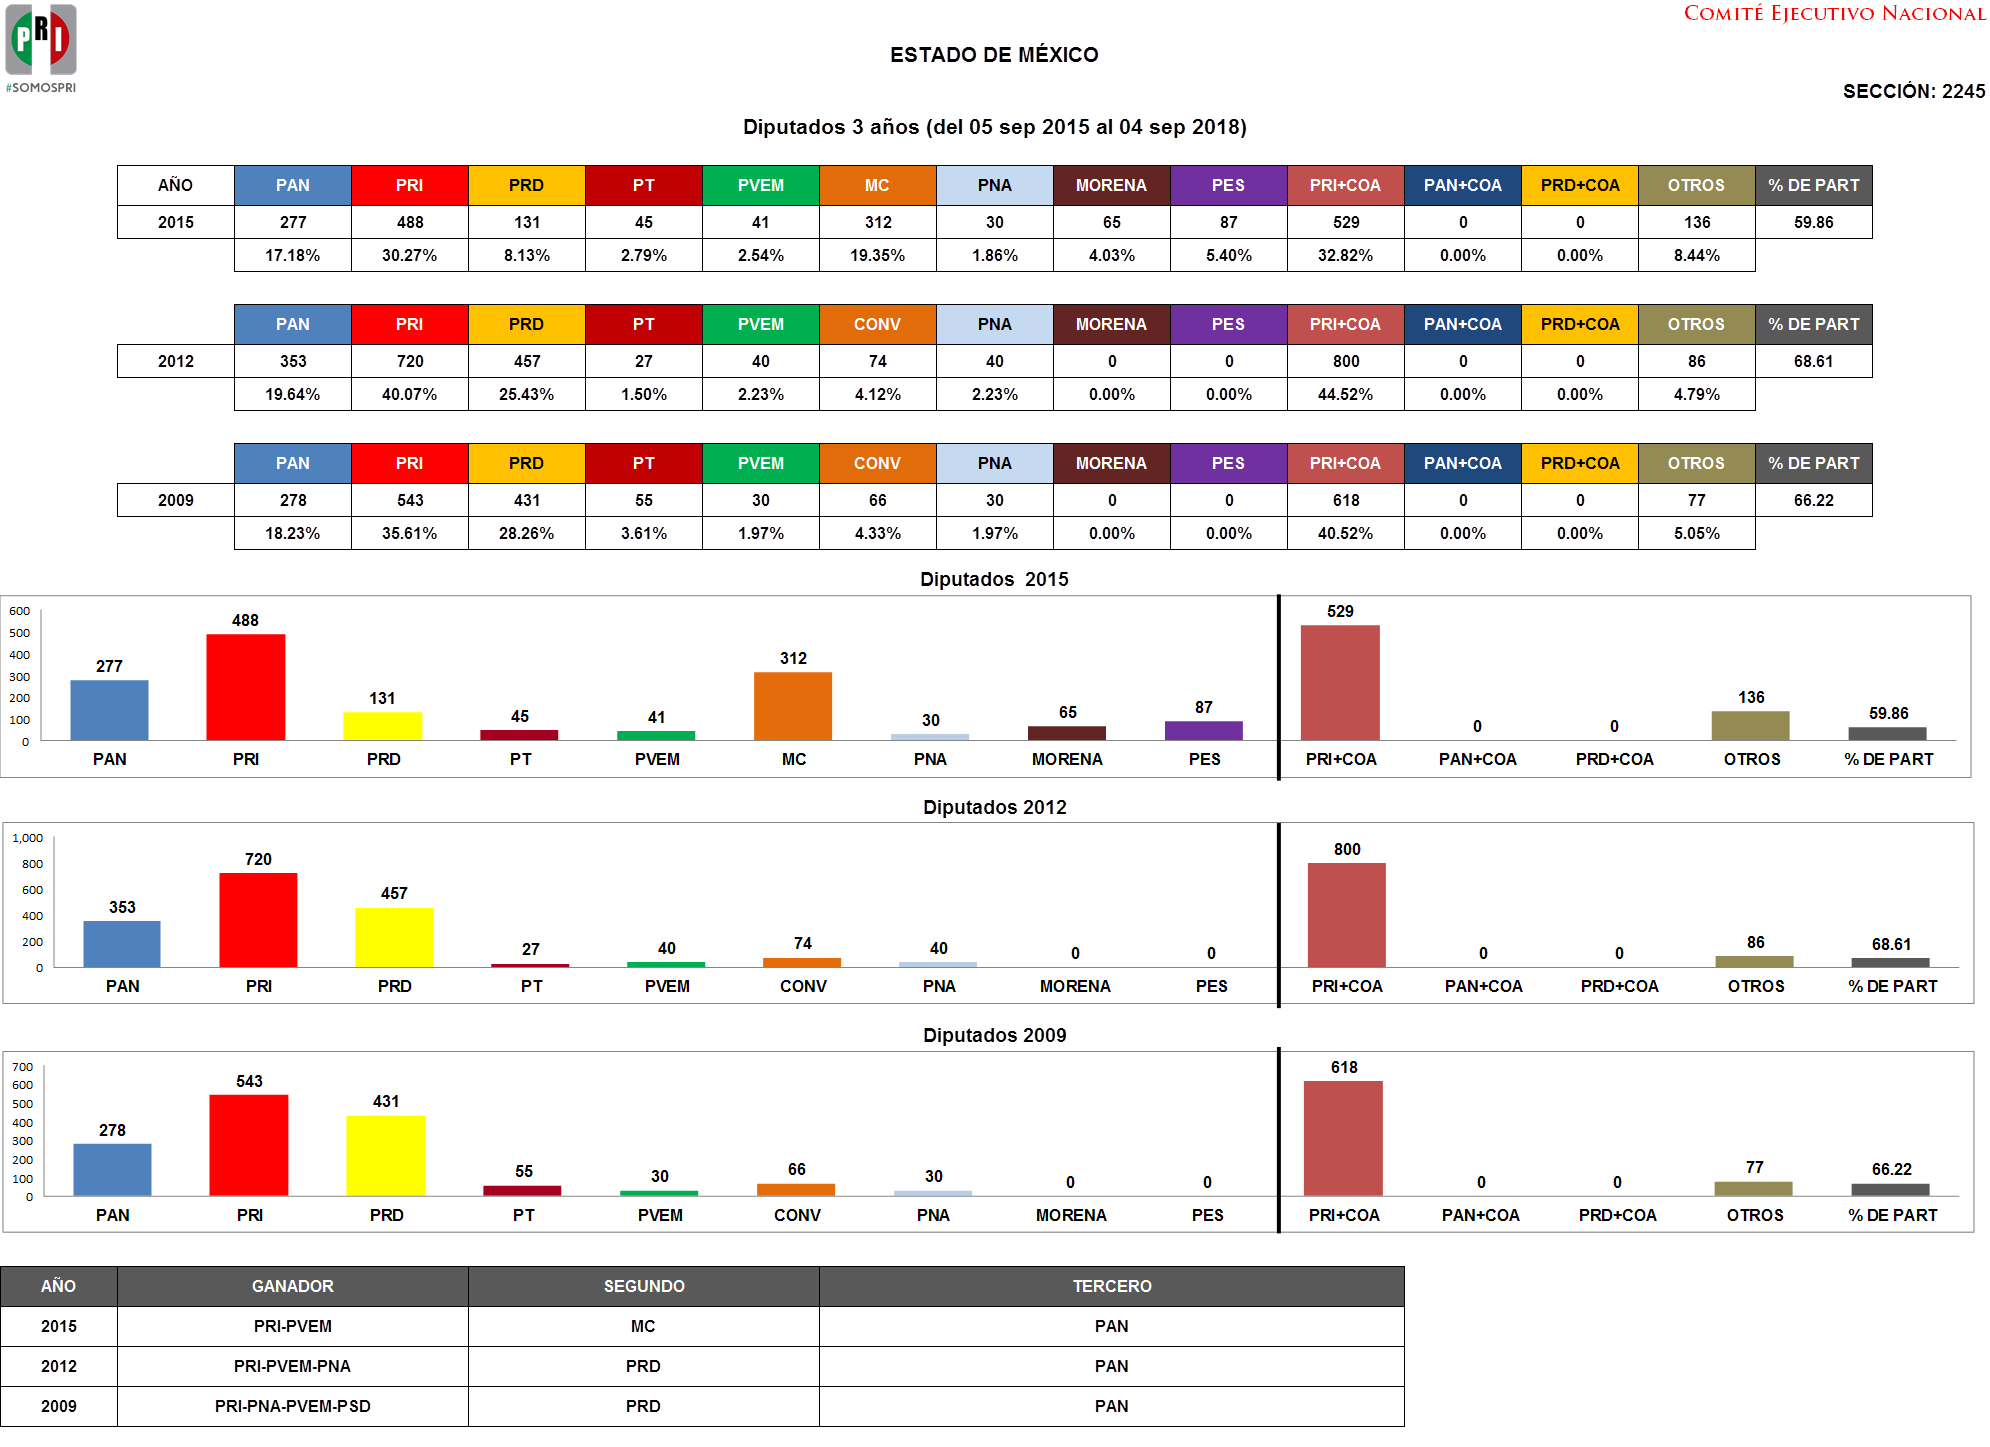 PRI
#SOMOSPRI
COMITÉ EJECUTIVO NACIONAL
ESTADO DE MÉXICO
SECCIÓN: 2245
Diputados 3 años (del 05 sep 2015 al 04 sep 2018)
AÑO PAN PRI PRD PT PVEM MC PNA MORENA PES PRI+COA PAN+COA PRD+COA OTROS % DE PART
2015 277 488 131 45 41 312 30 65 87 529 0 0 136 59.86
17.18% 30.27% 8.13% 2.79% 2.54% 19.35% 1.86% 4.03% 5.40% 32.82% 0.00% 0.00% 8.44%
PAN PRI PRD PT PVEM CONV PNA MORENA PES PRI+COA PAN+COA PRD+COA OTROS % DE PART
2012 353 720 457 27 40 74 40 0 0 800 0 0 86 68.61
19.64% 40.07% 25.43% 1.50% 2.23% 4.12% 2.23% 0.00% 0.00% 44.52% 0.00% 0.00% 4.79%
PAN PRI PRD PT PVEM CONV PNA MORENA PES PRI+COA PAN+COA PRD+COA OTROS % DE PART
2009 278 543 431 55 30 66 30 0 0 618 0 0 77 66.22
18.23% 35.61% 28.26% 3.61% 1.97% 4.33% 1.97% 0.00% 0.00% 40.52% 0.00% 0.00% 5.05%
Diputados 2015
600
500
400
300
200
100
0
277 488 131 45 41 312 30 65 87 529 0 0 136 59.86
PAN PRI PRD PT PVEM MC PNA MORENA PES PRI+COA PAN+COA PRD+COA OTROS % DE PART
Diputados 2012
1,000
800
600
400
200
0
353 720 457 27 40 74 40 0 0 800 0 0 86 68.61
PAN PRI PRD PT PVEM CONV PNA MORENA PES PRI+COA PAN+COA PRD+COA OTROS % DE PART
Diputados 2009
700
600
500
400
300
200
100
0
278 543 431 55 30 66 30 0 0 618 0 0 77 66.22
PAN PRI PRD PT PVEM CONV PNA MORENA PES PRI+COA PAN+COA PRD+COA OTROS % DE PART
AÑO GANADOR SEGUNDO TERCERO
2015 PRI-PVEM MC PAN
2012 PRI-PVEM-PNA PRD PAN
2009 PRI-PNA-PVEM-PSD PRD PAN